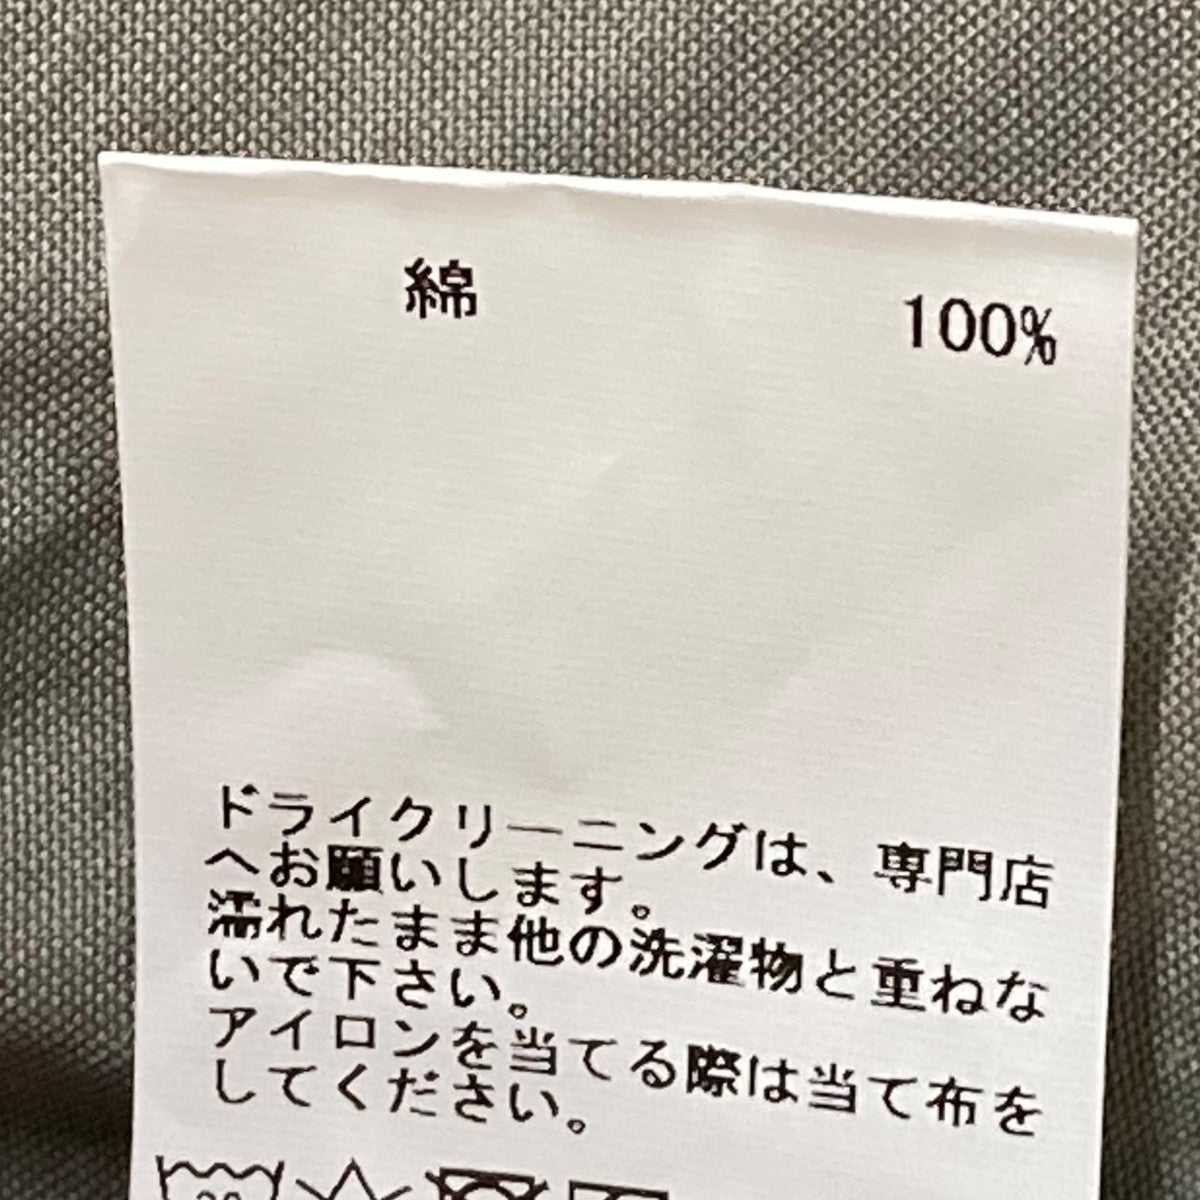 綿 100%
ドライクリーニングは、専門店
へお願いします。
濡れたまま他の洗濯物と重ねな
いで下さい。
アイロンを当てる際は当て布を
してください。